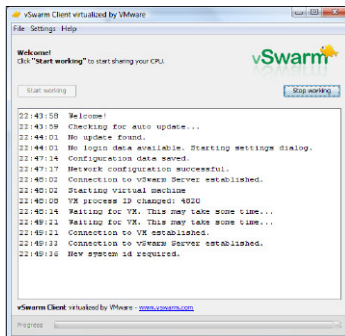 vSwarm Client virtualized by VMware
File Settings Help
Welcome!
Click "Start working" to start sharing your CPU.
vSwarm
Start working
Stop working
22:43:58 Welcome!
22:43:59 Checking for auto update...
22:44:01 No update found.
22:44:01 No login data available. Starting settings dialog.
22:47:14 Configuration data saved.
22:47:17 Network configuration successful.
22:48:02 Connection to vSwarm Server established.
22:48:02 Starting virtual machine
22:48:08 VM process ID changed: 4820
22:48:14 Waiting for VM. This may take some time...
22:49:21 Waiting for VM. This may take some time...
22:49:21 Connection to VM established.
22:49:33 Connection to vSwarm Server established.
22:49:36 New system id required.
vSwarm Client virtualized by VMware - www.vswarm.com
Progress